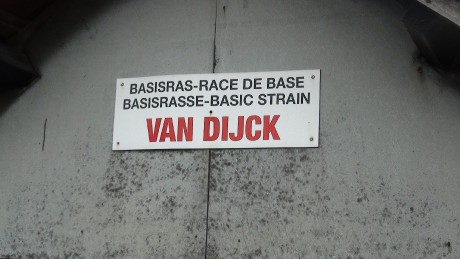 BASISRAS-RACE DE BASE
BASISRASSE-BASIC STRAIN
VAN DIJCK